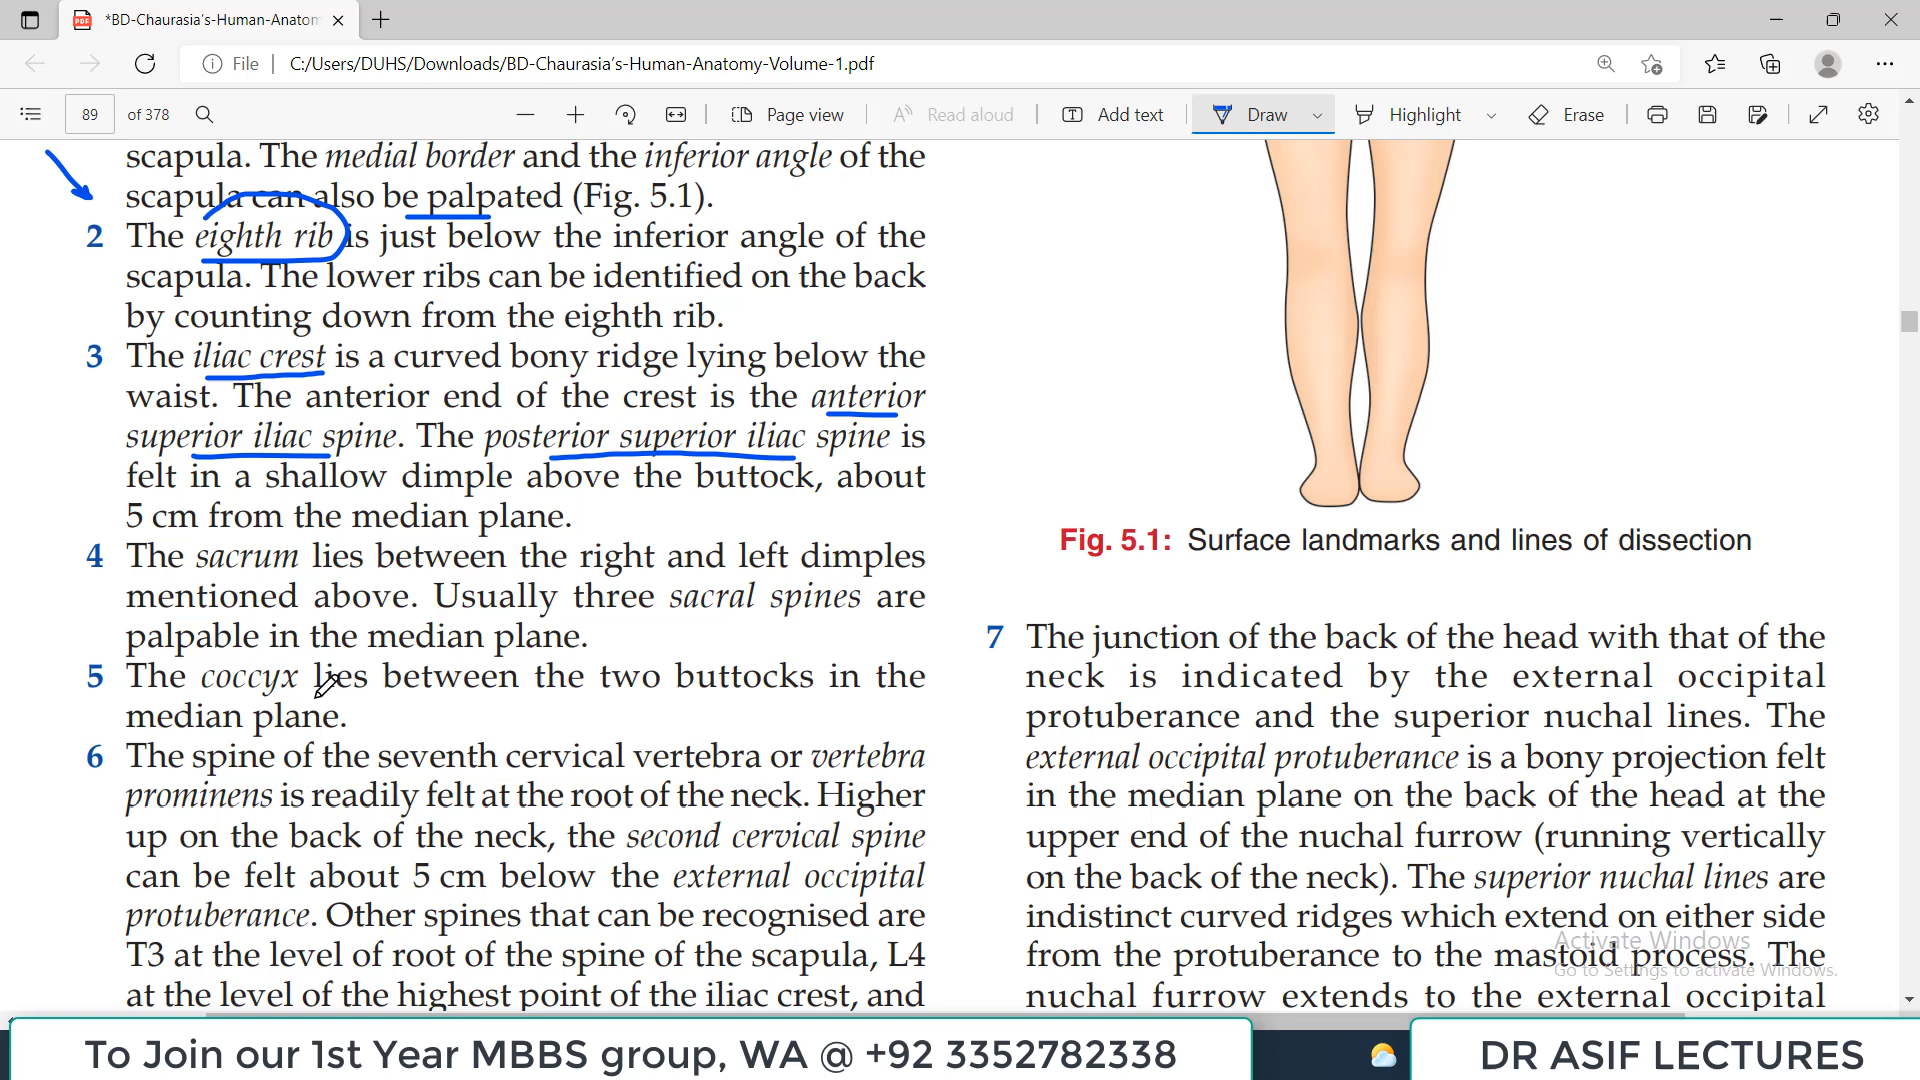 *BD-Chaurasia's-Human-Anatom
File
C:/Users/DUHS/Downloads/BD-Chaurasia's-Human-Anatomy-Volume-1.pdf
89 of 378
Page view
Read aloud
Add text
Draw
Highlight
Erase
scapula. The medial border and the inferior angle of the
scapula can also be palpated (Fig. 5.1).
2 The eighth rib is just below the inferior angle of the
scapula. The lower ribs can be identified on the back
by counting down from the eighth rib.
3 The iliac crest is a curved bony ridge lying below the
waist. The anterior end of the crest is the anterior
superior iliac spine. The posterior superior iliac spine is
felt in a shallow dimple above the buttock, about
5 cm from the median plane.
4 The sacrum lies between the right and left dimples
mentioned above. Usually three sacral spines are
palpable in the median plane.
5 The coccyx lies between the two buttocks in the
median plane.
6 The spine of the seventh cervical vertebra or vertebra
prominens is readily felt at the root of the neck. Higher
up on the back of the neck, the second cervical spine
can be felt about 5 cm below the external occipital
protuberance. Other spines that can be recognised are
T3 at the level of root of the spine of the scapula, L4
at the level of the highest point of the iliac crest, and
Fig. 5.1: Surface landmarks and lines of dissection
7 The junction of the back of the head with that of the
neck is indicated by the external occipital
protuberance and the superior nuchal lines. The
external occipital protuberance is a bony projection felt
in the median plane on the back of the head at the
upper end of the nuchal furrow (running vertically
on the back of the neck). The superior nuchal lines are
indistinct curved ridges which extend on either side
from the protuberance to the mastoid process. The
nuchal furrow extends to the external occipital
Activate Windows
Go to Settings to activate Windows.
To Join our 1st Year MBBS group, WA @ +92 3352782338
DR ASIF LECTURES